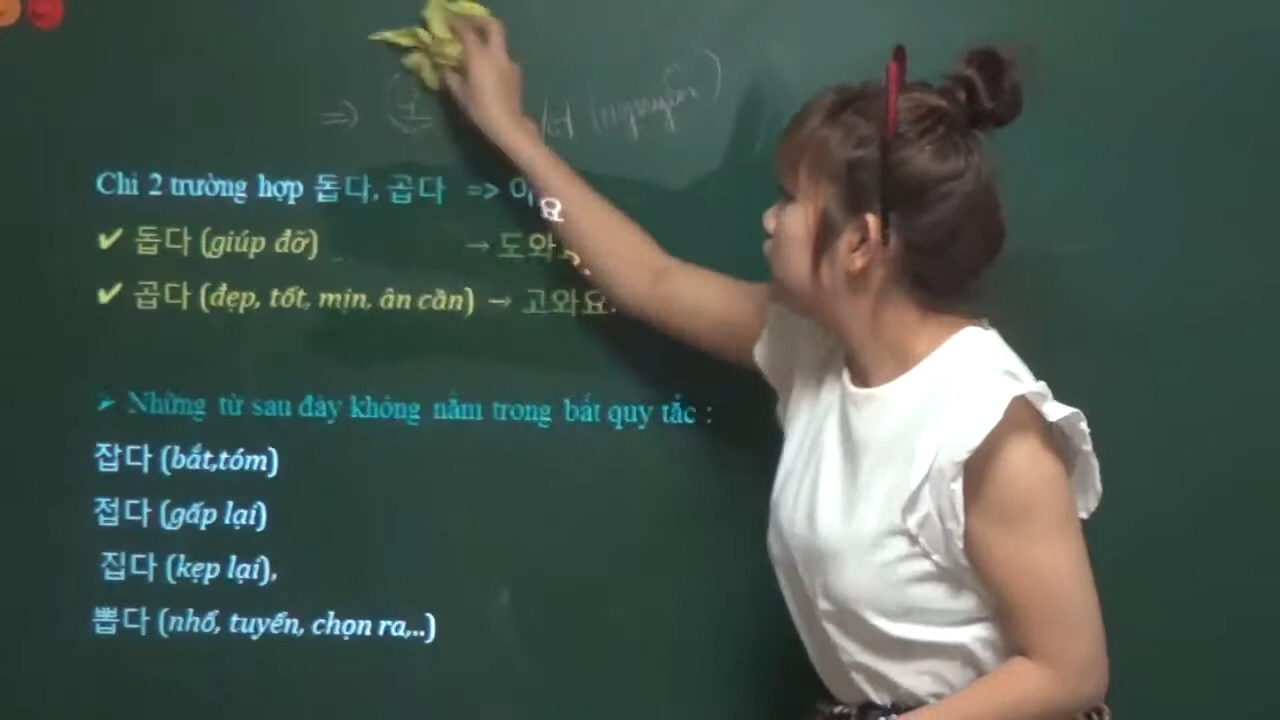 => (nguyên)
Chỉ 2 trường hợp 돕다, 곱다 => 요
✔ 돕다 (giúp đỡ) → 도와
✔ 곱다 (đẹp, tốt, mịn, ân cần) → 고와요.
➢ Những từ sau đây không nằm trong bất quy tắc :
잡다 (bắt,tóm)
접다 (gấp lại)
집다 (kẹp lại),
뽑다 (nhổ, tuyển, chọn ra,..)